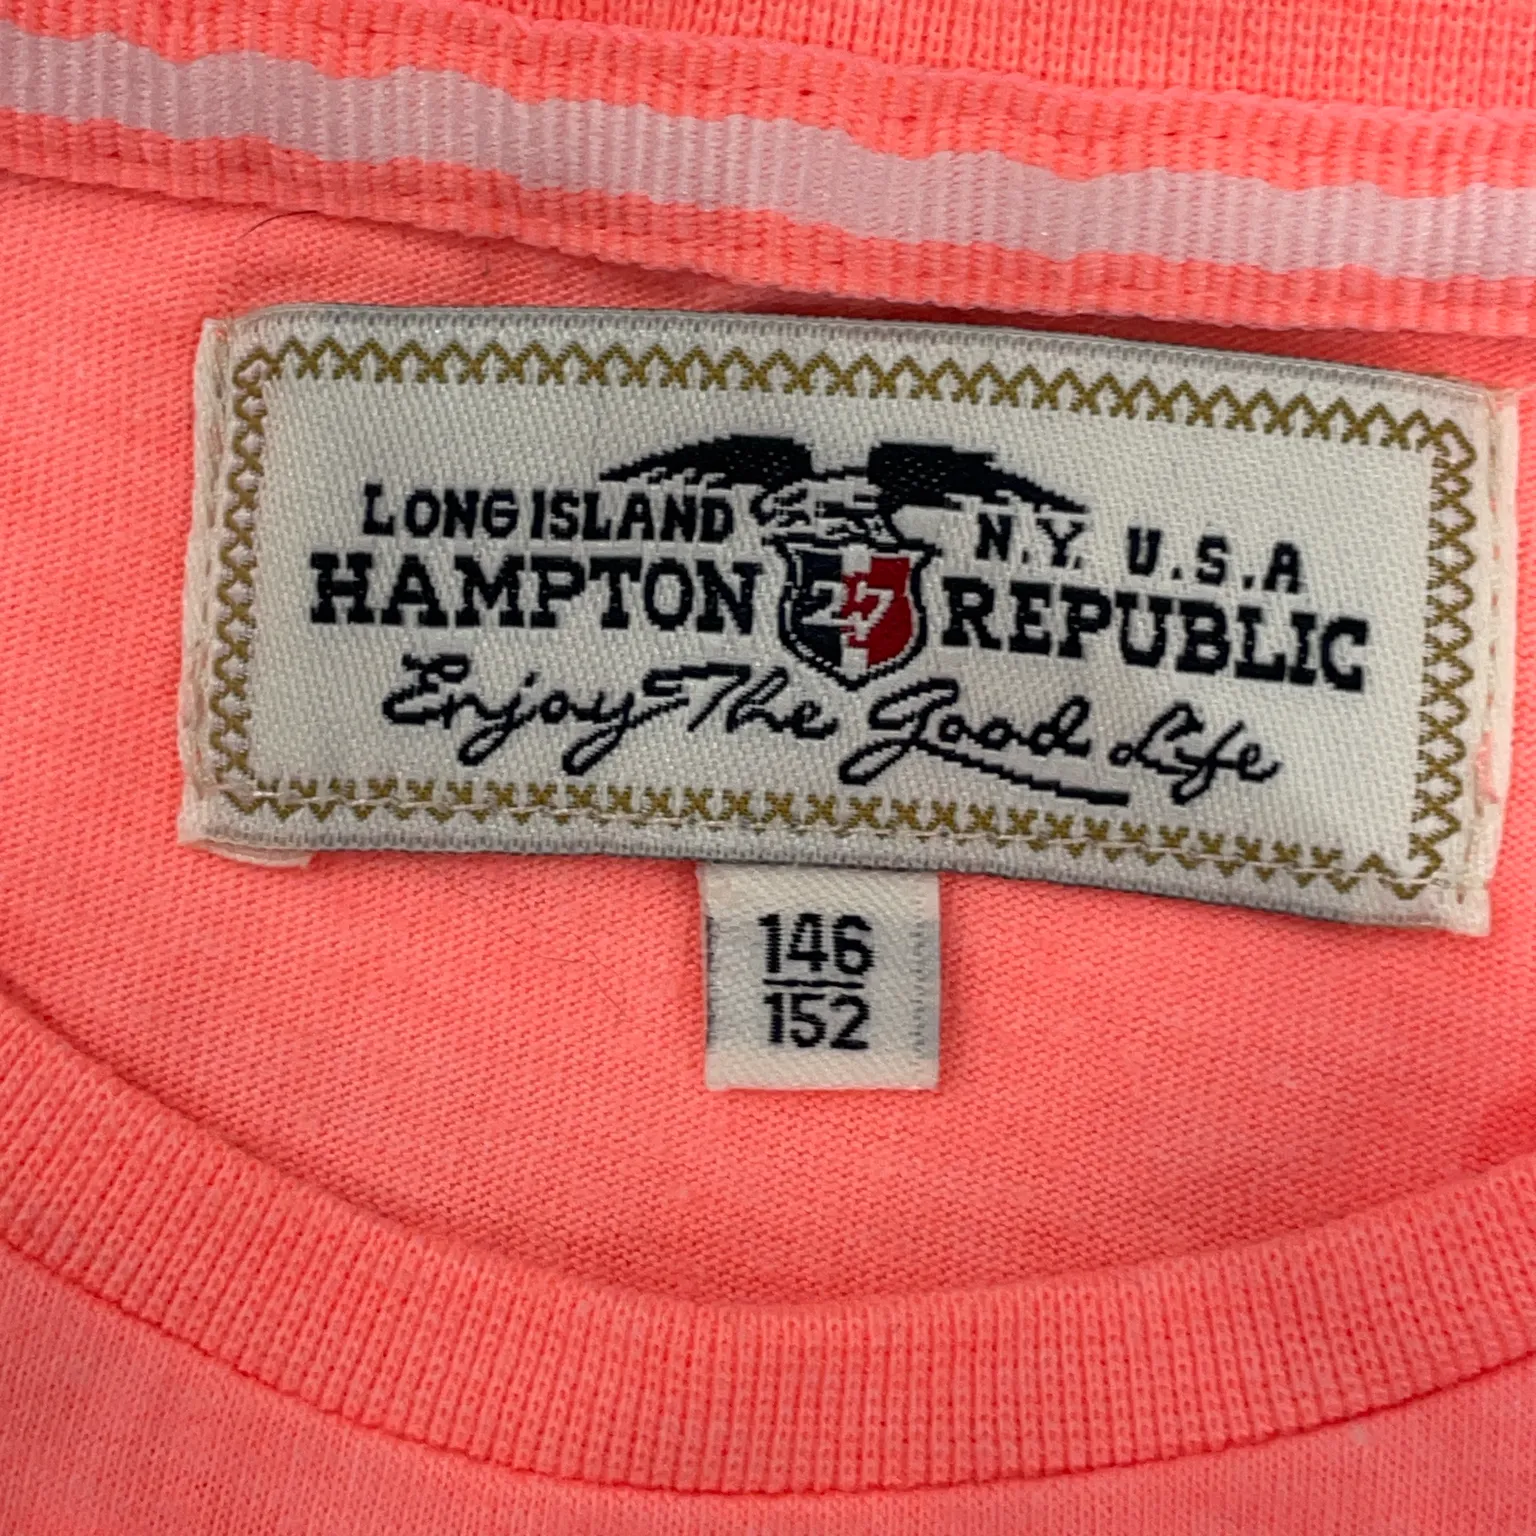 LONG ISLAND N.Y. U.S.A
HAMPTON 27 REPUBLIC
Enjoy The Good Life
146
152